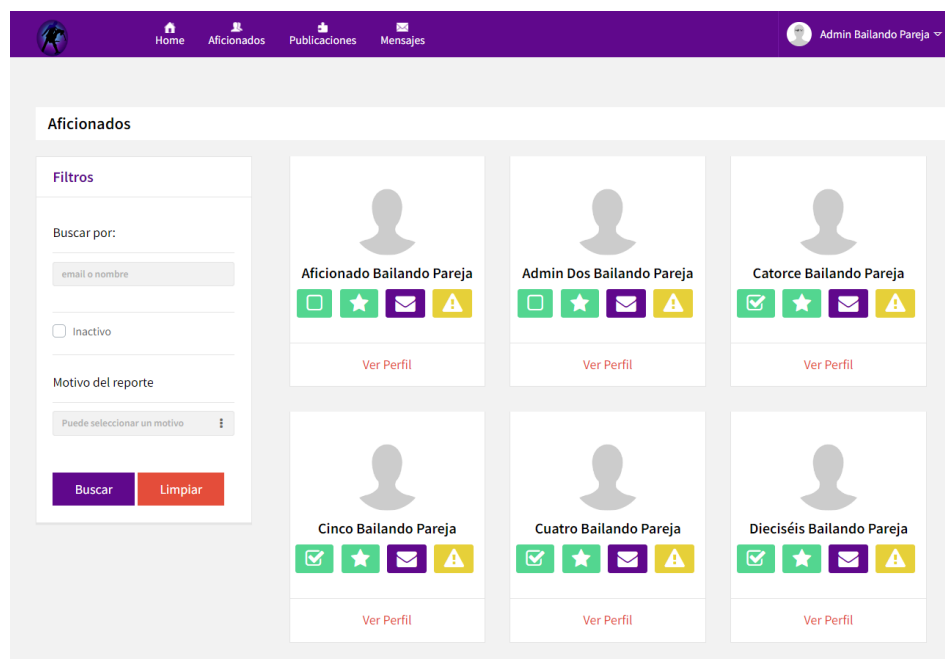 Home Aficionados Publicaciones Mensajes Admin Bailando Pareja
Aficionados
Filtros
Buscar por:
email o nombre
Inactivo
Motivo del reporte
Puede seleccionar un motivo
Buscar Limpiar
Aficionado Bailando Pareja
Ver Perfil
Admin Dos Bailando Pareja
Ver Perfil
Catorce Bailando Pareja
Ver Perfil
Cinco Bailando Pareja
Ver Perfil
Cuatro Bailando Pareja
Ver Perfil
Dieciséis Bailando Pareja
Ver Perfil